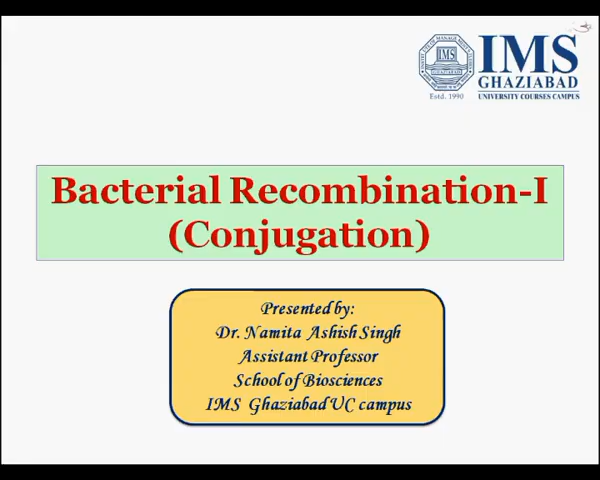 IMS
GHAZIABAD
UNIVERSITY COURSES CAMPUS
Estd. 1990
Bacterial Recombination-I
(Conjugation)
Presented by:
Dr. Namita Ashish Singh
Assistant Professor
School of Biosciences
IMS Ghaziabad UC campus